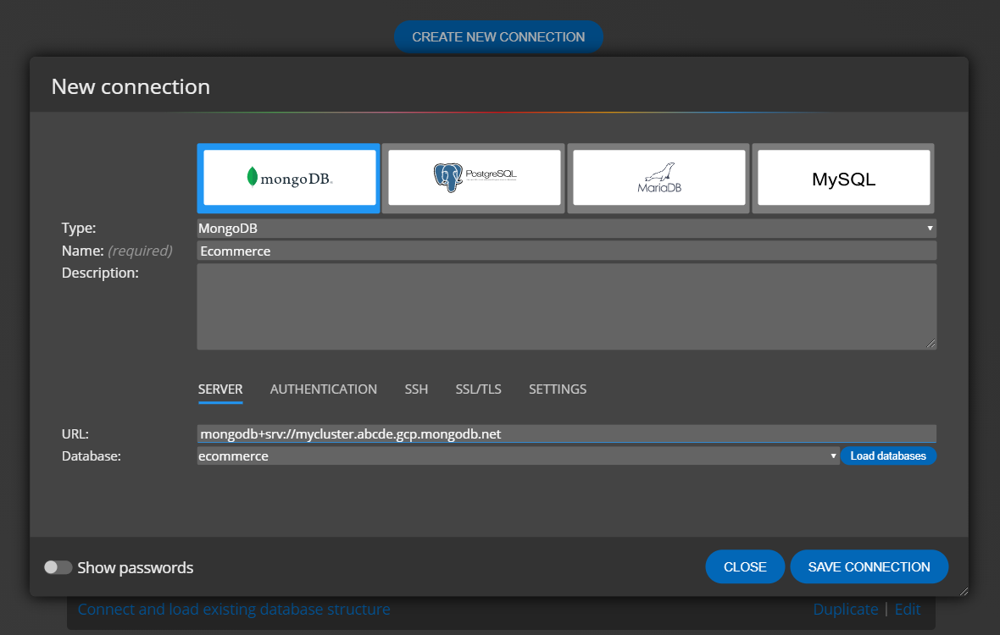 CREATE NEW CONNECTION
New connection
mongoDB. PostgreSQL MariaDB MySQL
Type: MongoDB
Name: (required) Ecommerce
Description:
SERVER AUTHENTICATION SSH SSL/TLS SETTINGS
URL: mongodb+srv://mycluster.abcde.gcp.mongodb.net
Database: ecommerce Load databases
Show passwords CLOSE SAVE CONNECTION
Connect and load existing database structure Duplicate | Edit